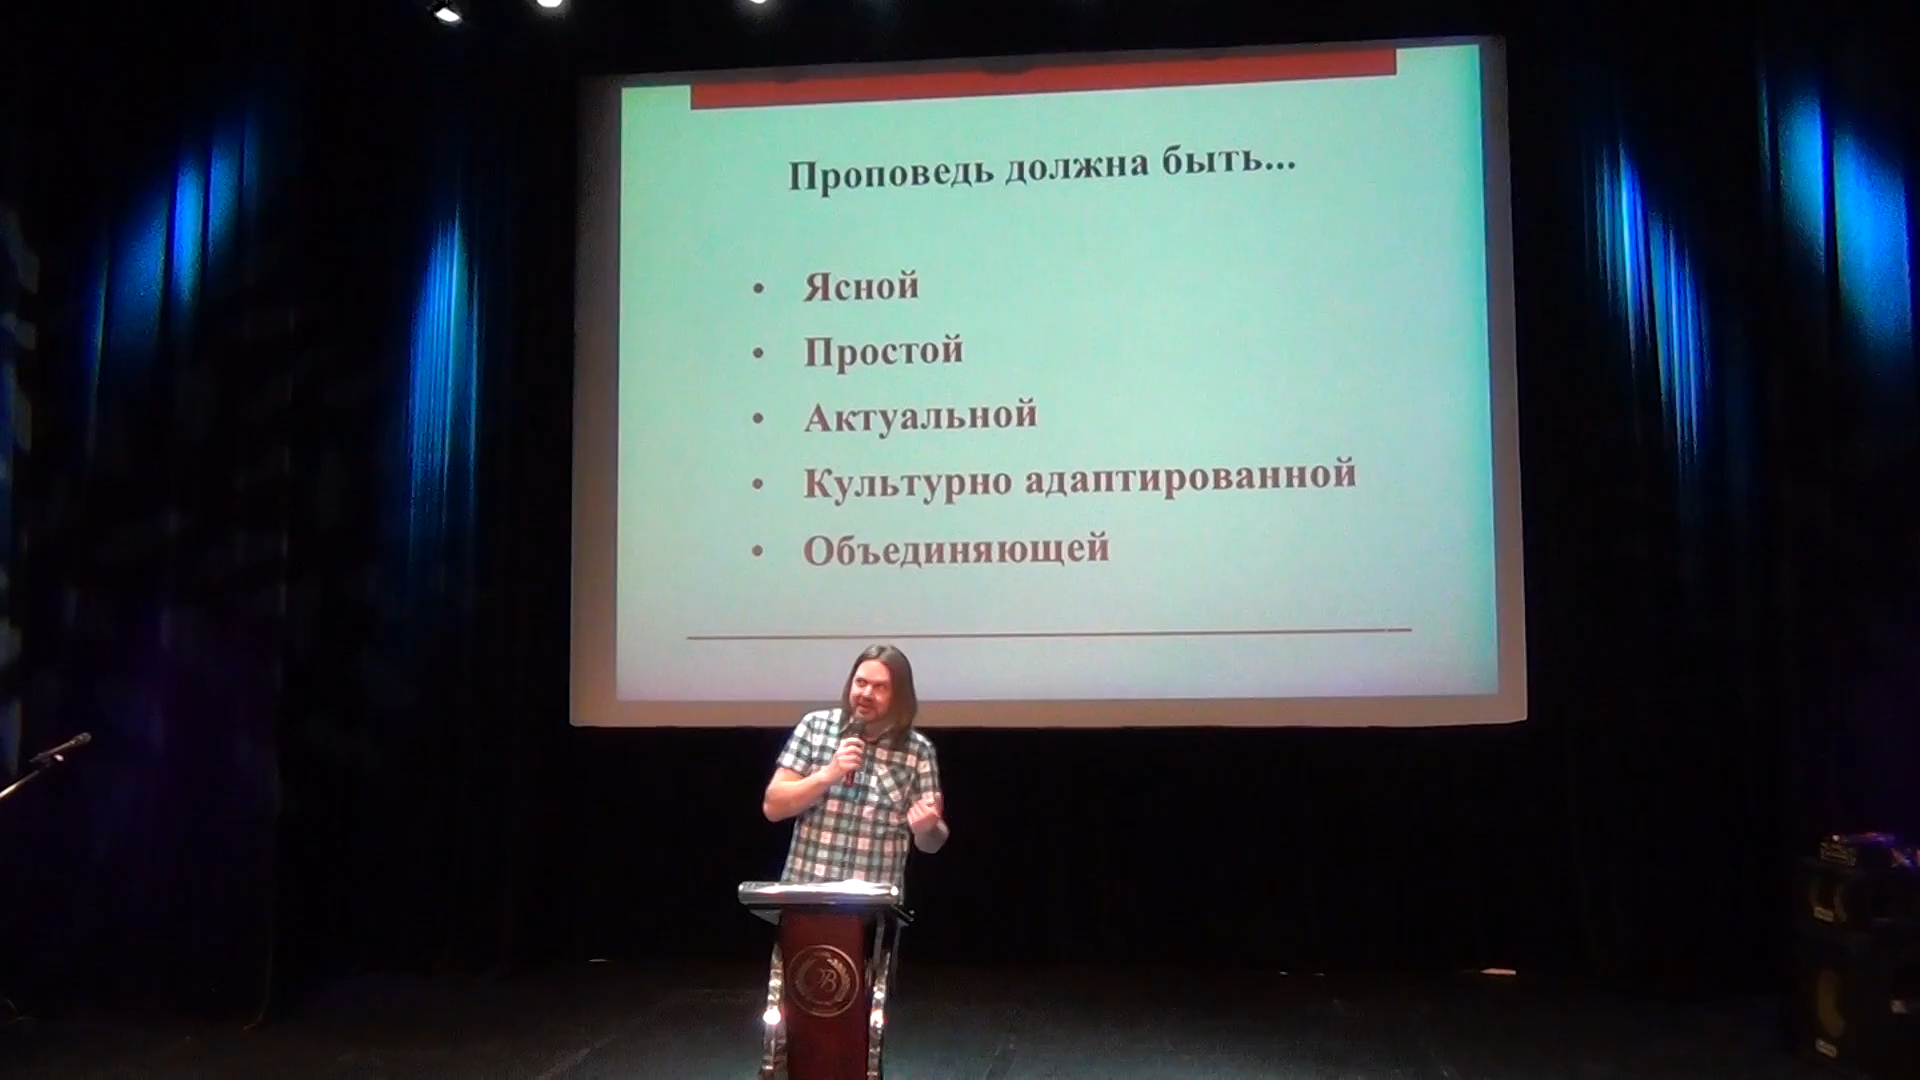 Проповедь должна быть...
• Ясной
• Простой
• Актуальной
• Культурно адаптированной
• Объединяющей